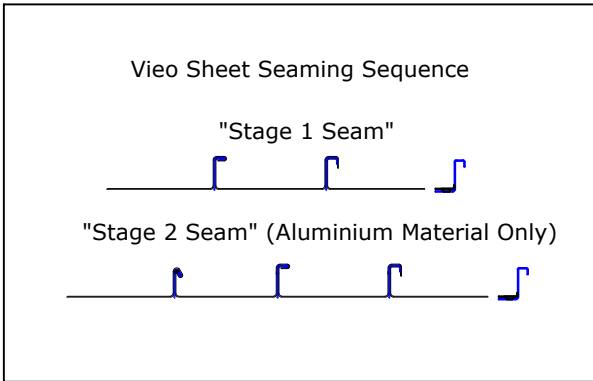 Vieo Sheet Seaming Sequence
"Stage 1 Seam"
"Stage 2 Seam" (Aluminium Material Only)